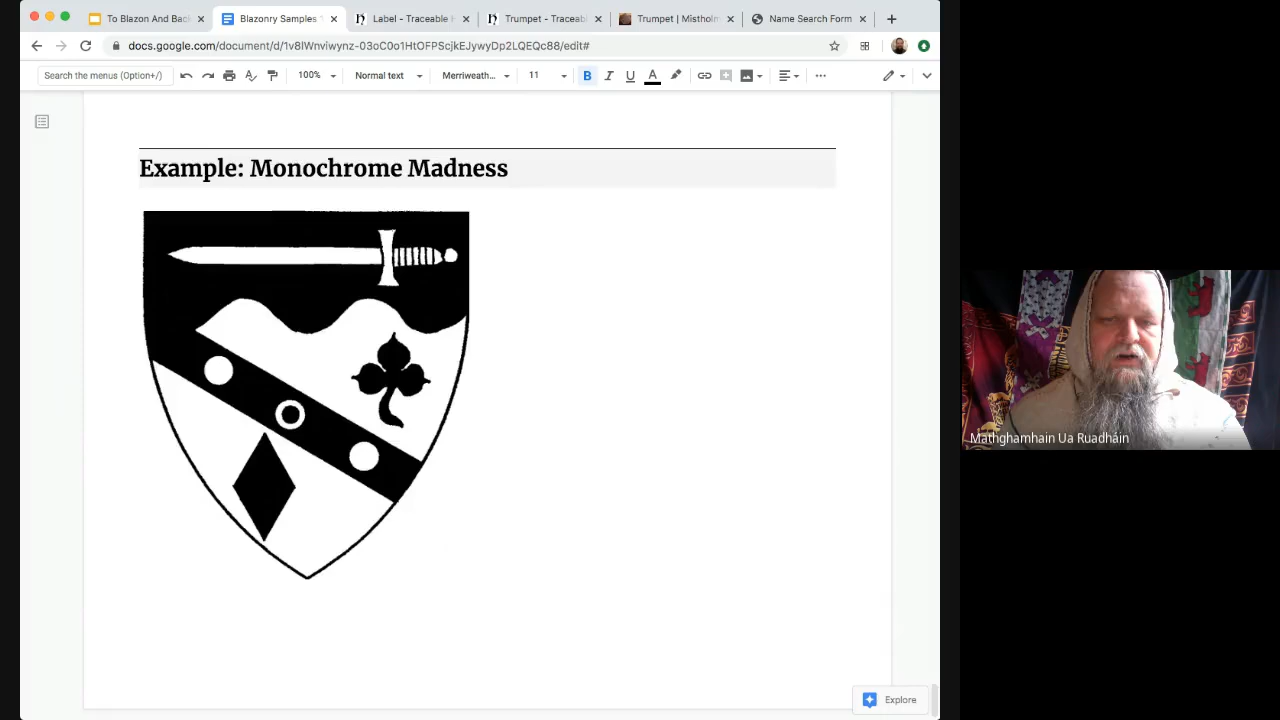 To Blazon And Back
Blazonry Samples
Label - Traceable
Trumpet - Traceab
Trumpet | Mistholm
Name Search Form
docs.google.com/document/d/1v8lWnviwynz-03oC0o1HtOFPScjkEJywyDp2LQEQc88/edit#
Search the menus (Option+/)
100%
Normal text
Merriweath...
11
B I U A
Example: Monochrome Madness
Mathghamhain Ua Ruadháin
Explore